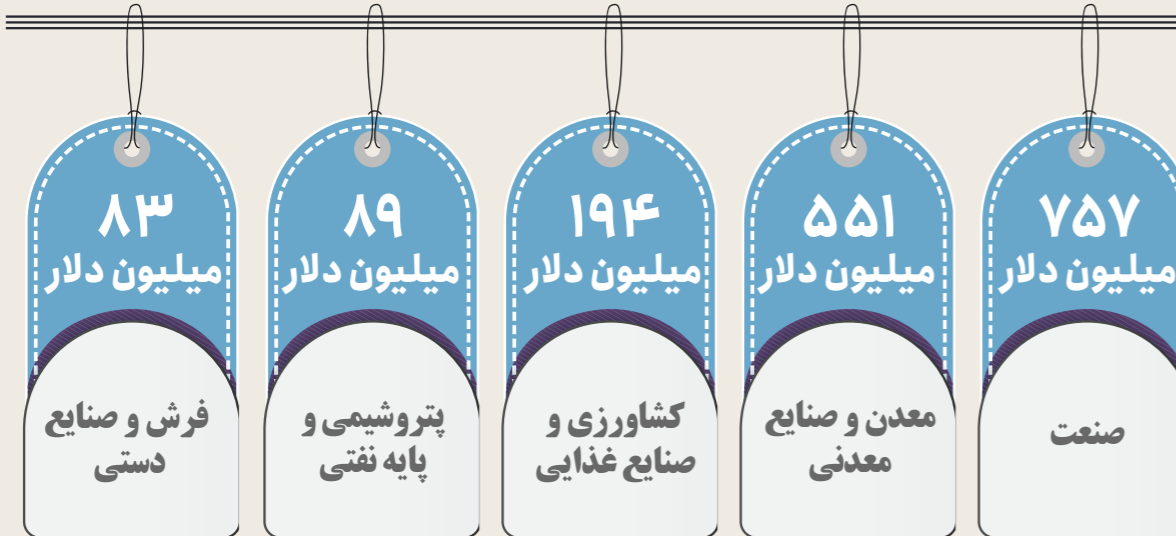 ۷۵۷
میلیون دلار
صنعت
۵۵۱
میلیون دلار
معدن و صنایع
معدنی
۱۹۴
میلیون دلار
کشاورزی و
صنایع غذایی
۸۹
میلیون دلار
پتروشیمی و
پایه نفتی
۸۳
میلیون دلار
فرش و صنایع
دستی